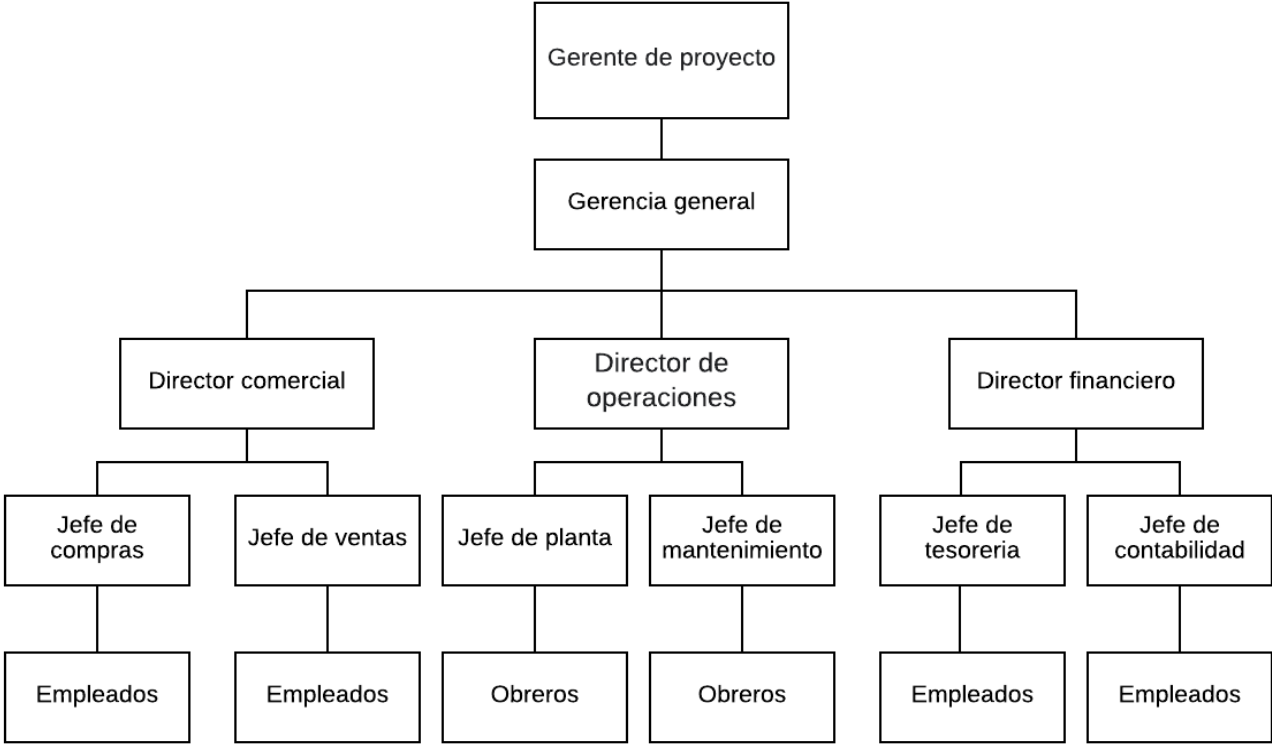 Gerente de proyecto
Gerencia general
Director comercial
Director de
operaciones
Director financiero
Jefe de
compras
Jefe de ventas
Jefe de planta
Jefe de
mantenimiento
Jefe de
tesoreria
Jefe de
contabilidad
Empleados
Empleados
Obreros
Obreros
Empleados
Empleados